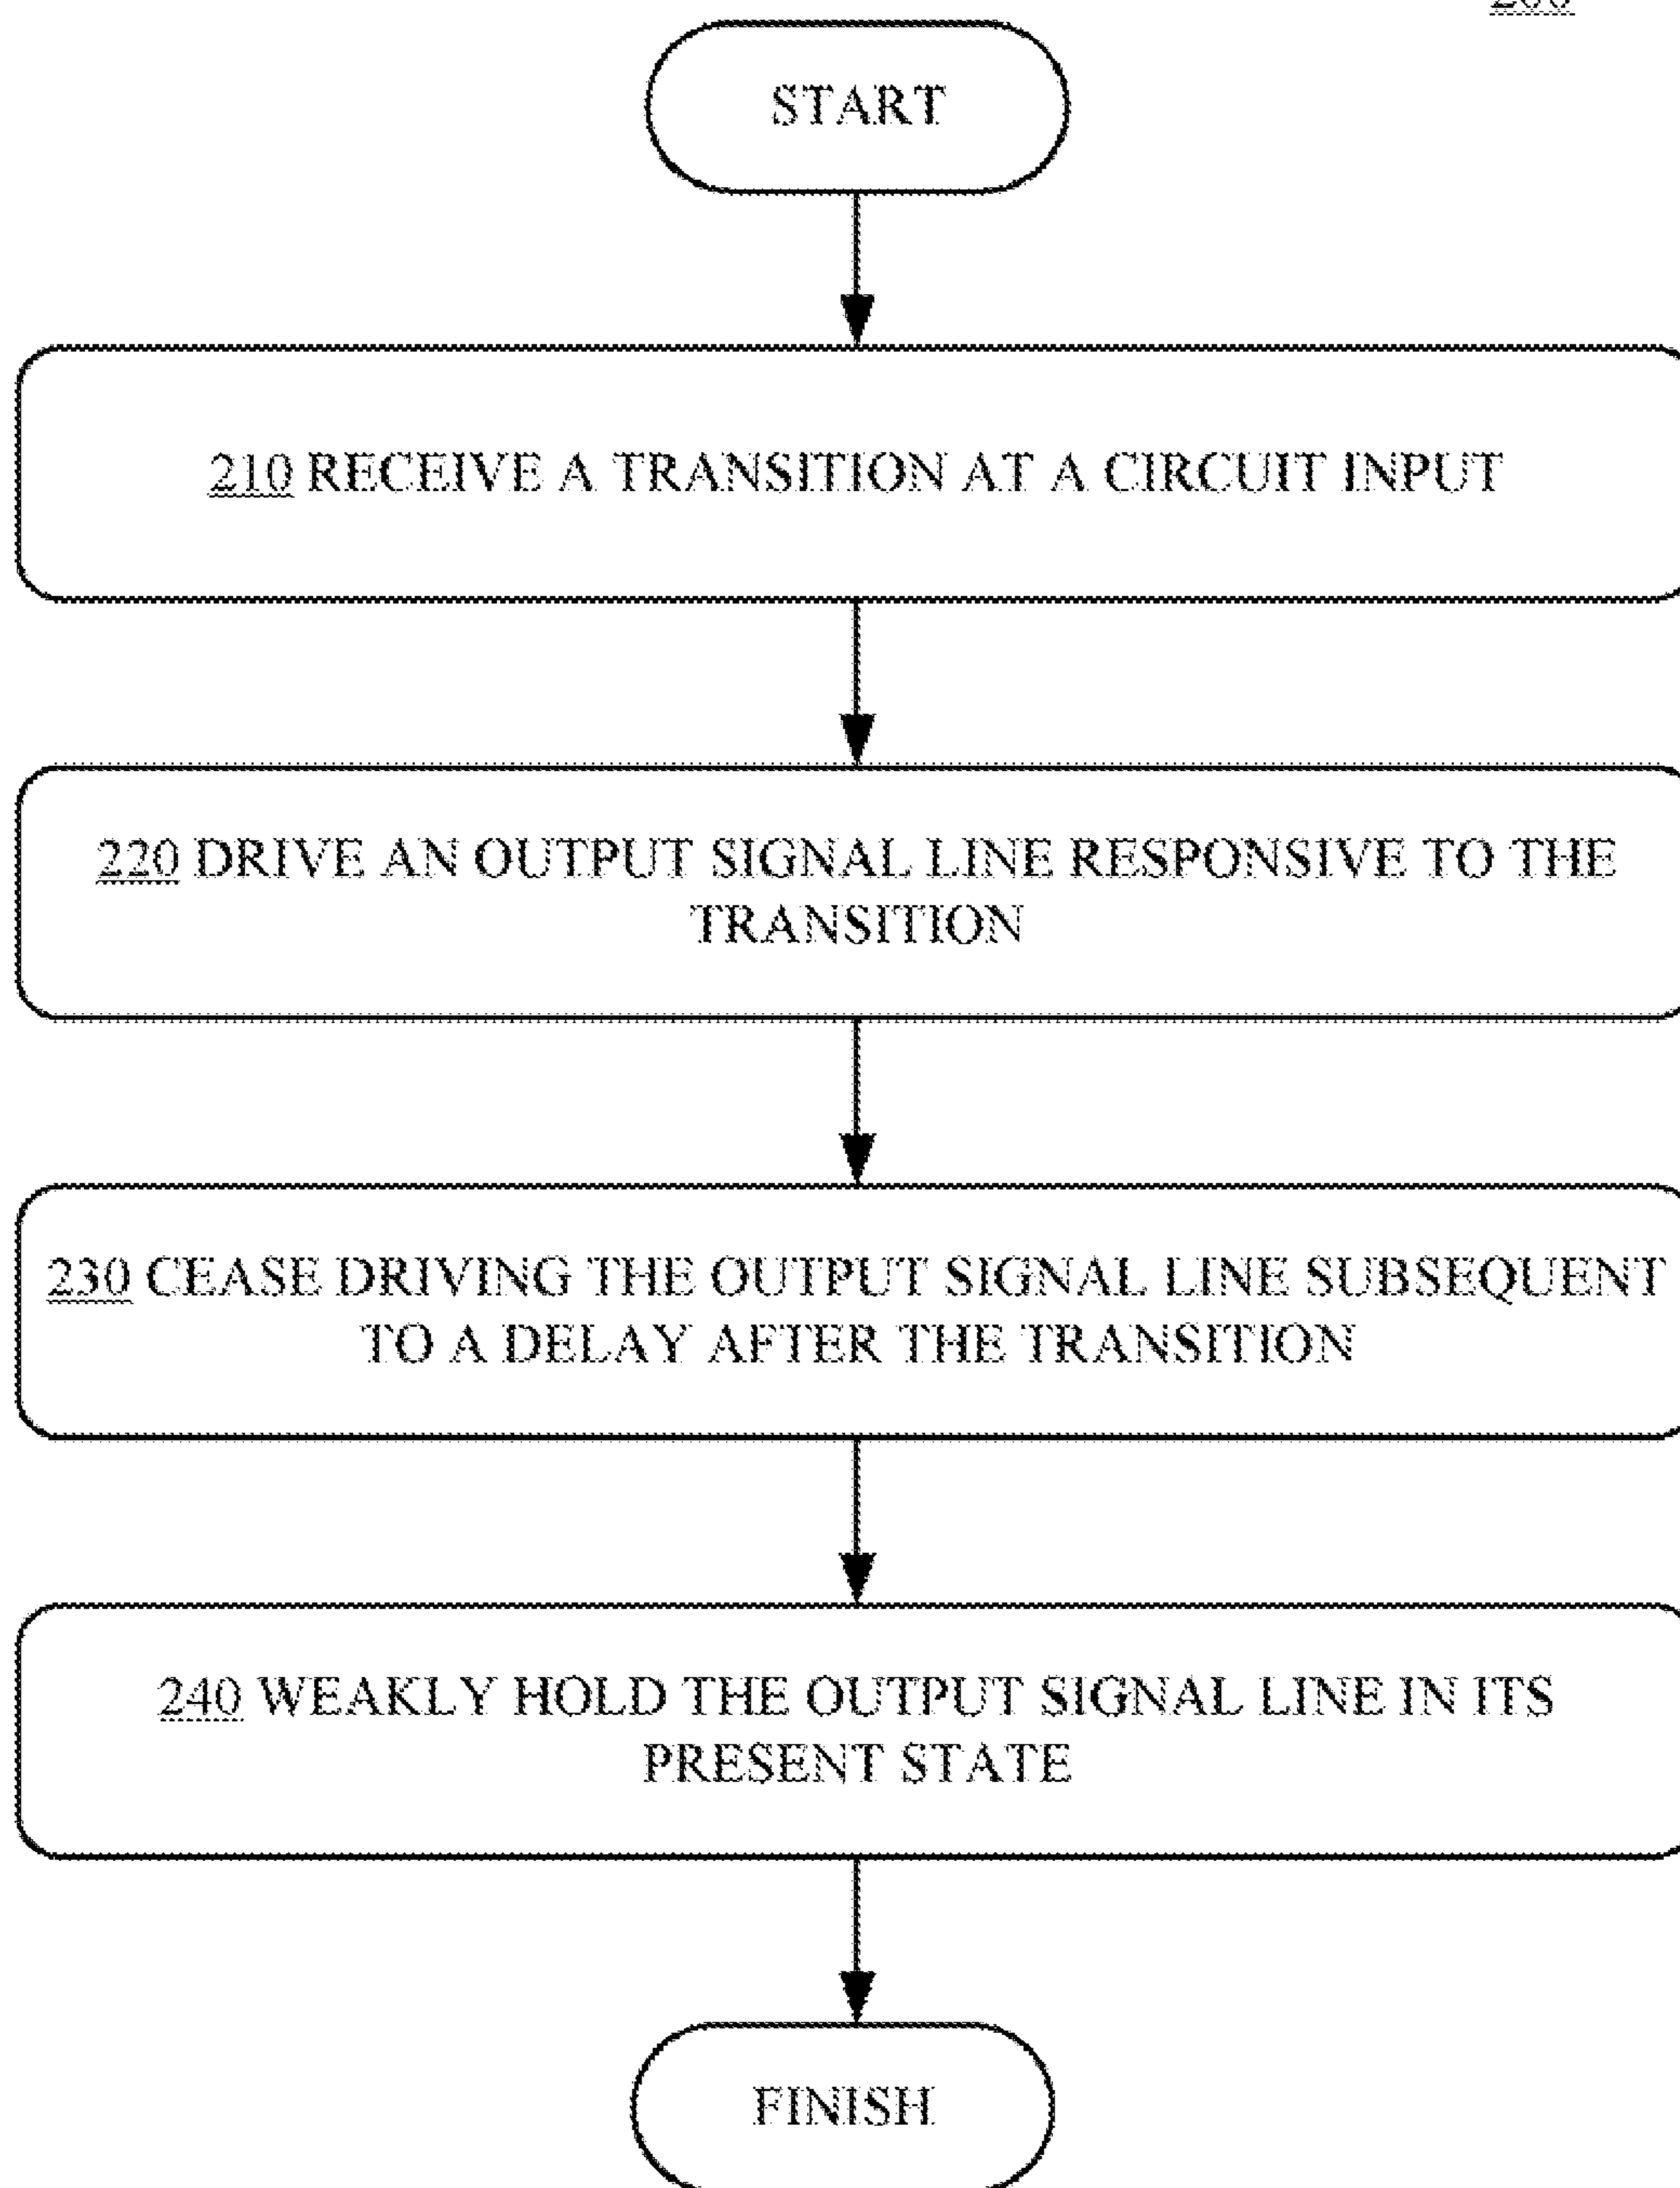 START
210 RECEIVE A TRANSITION AT A CIRCUIT INPUT
220 DRIVE AN OUTPUT SIGNAL LINE RESPONSIVE TO THE
TRANSITION
230 CEASE DRIVING THE OUTPUT SIGNAL LINE SUBSEQUENT
TO A DELAY AFTER THE TRANSITION
240 WEAKLY HOLD THE OUTPUT SIGNAL LINE IN ITS
PRESENT STATE
FINISH